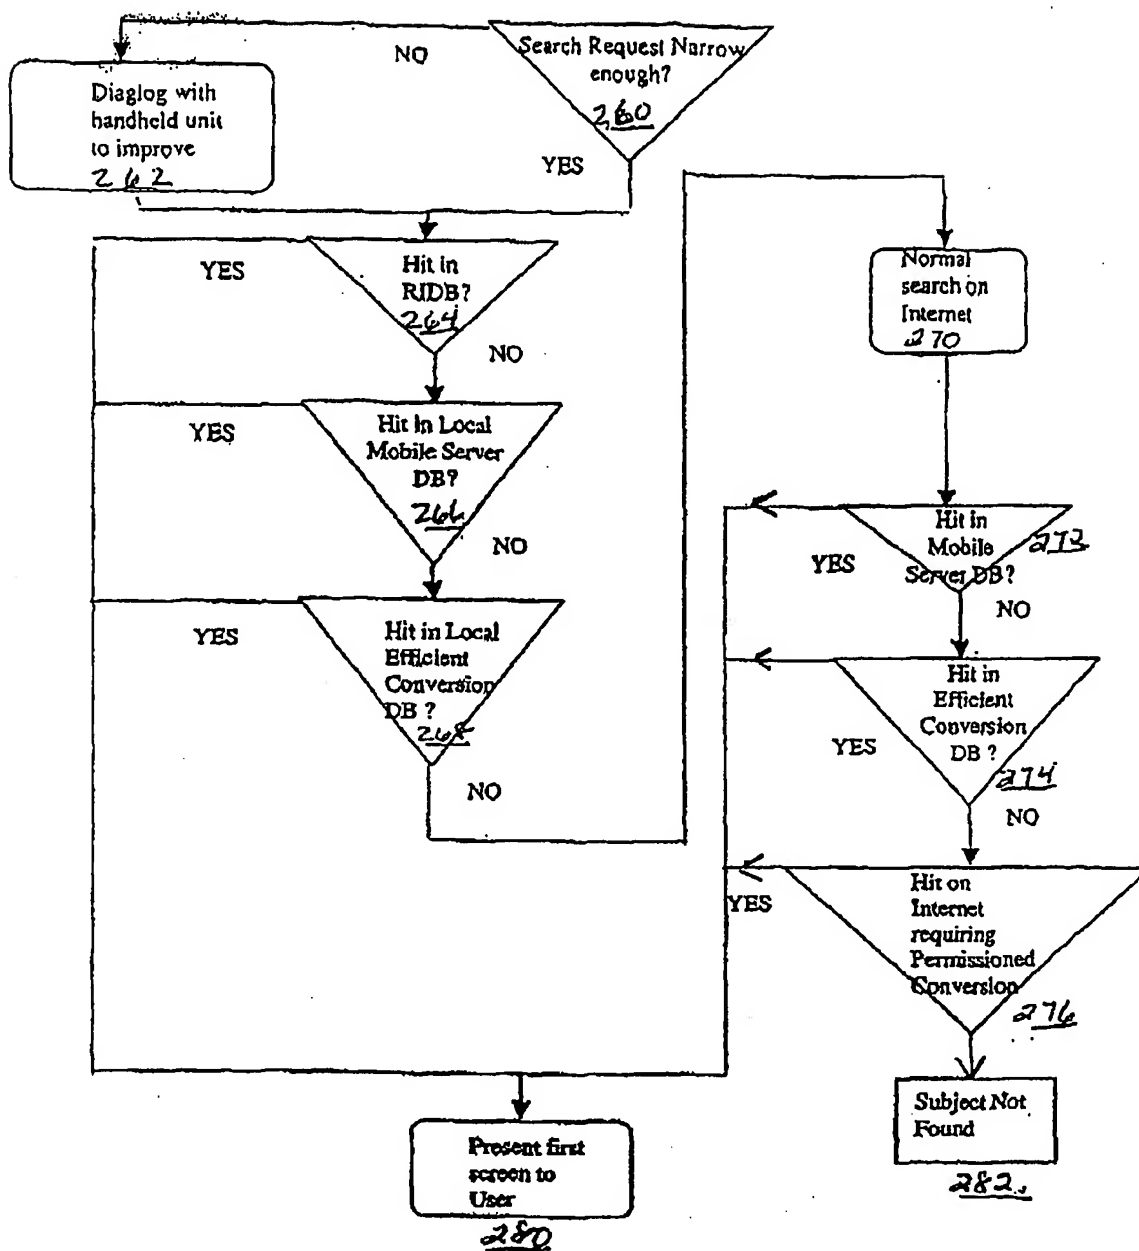 NO
Search Request Narrow
enough?
260
YES
Diaglog with
handheld unit
to improve
262
YES
Hit in
RIDB?
264
NO
YES
Hit in Local
Mobile Server
DB?
266
NO
YES
Hit in Local
Efficient
Conversion
DB ?
268
NO
Normal
search on
Internet
270
Hit in
Mobile
Server DB?
272
YES
NO
Hit in
Efficient
Conversion
DB ?
274
YES
NO
Hit on
Internet
requiring
Permissioned
Conversion
276
YES
Subject Not
Found
282
Present first
screen to
User
280